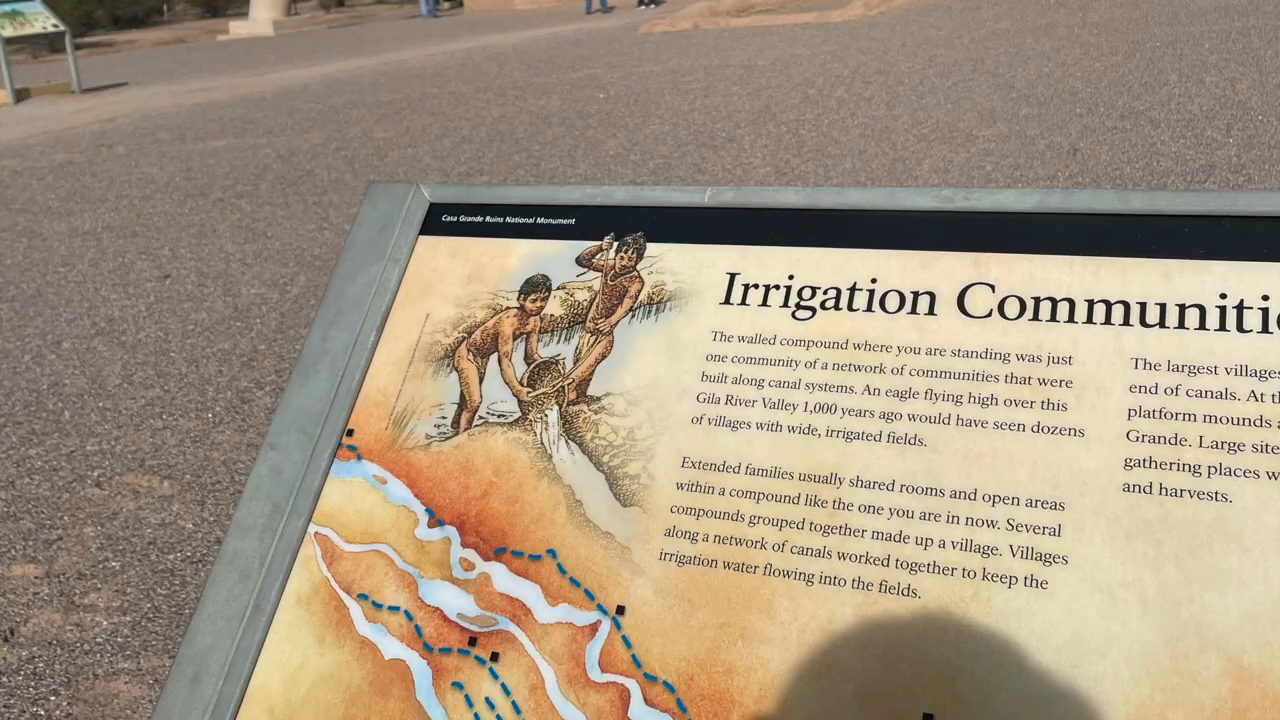 Casa Grande Ruins National Monument
Irrigation Communiti
The walled compound where you are standing was just
one community of a network of communities that were
built along canal systems. An eagle flying high over this
Gila River Valley 1,000 years ago would have seen dozens
of villages with wide, irrigated fields.
Extended families usually shared rooms and open areas
within a compound like the one you are in now. Several
compounds grouped together made up a village. Villages
along a network of canals worked together to keep the
irrigation water flowing into the fields.
The largest villages
end of canals. At th
platform mounds a
Grande. Large site
gathering places w
and harvests.